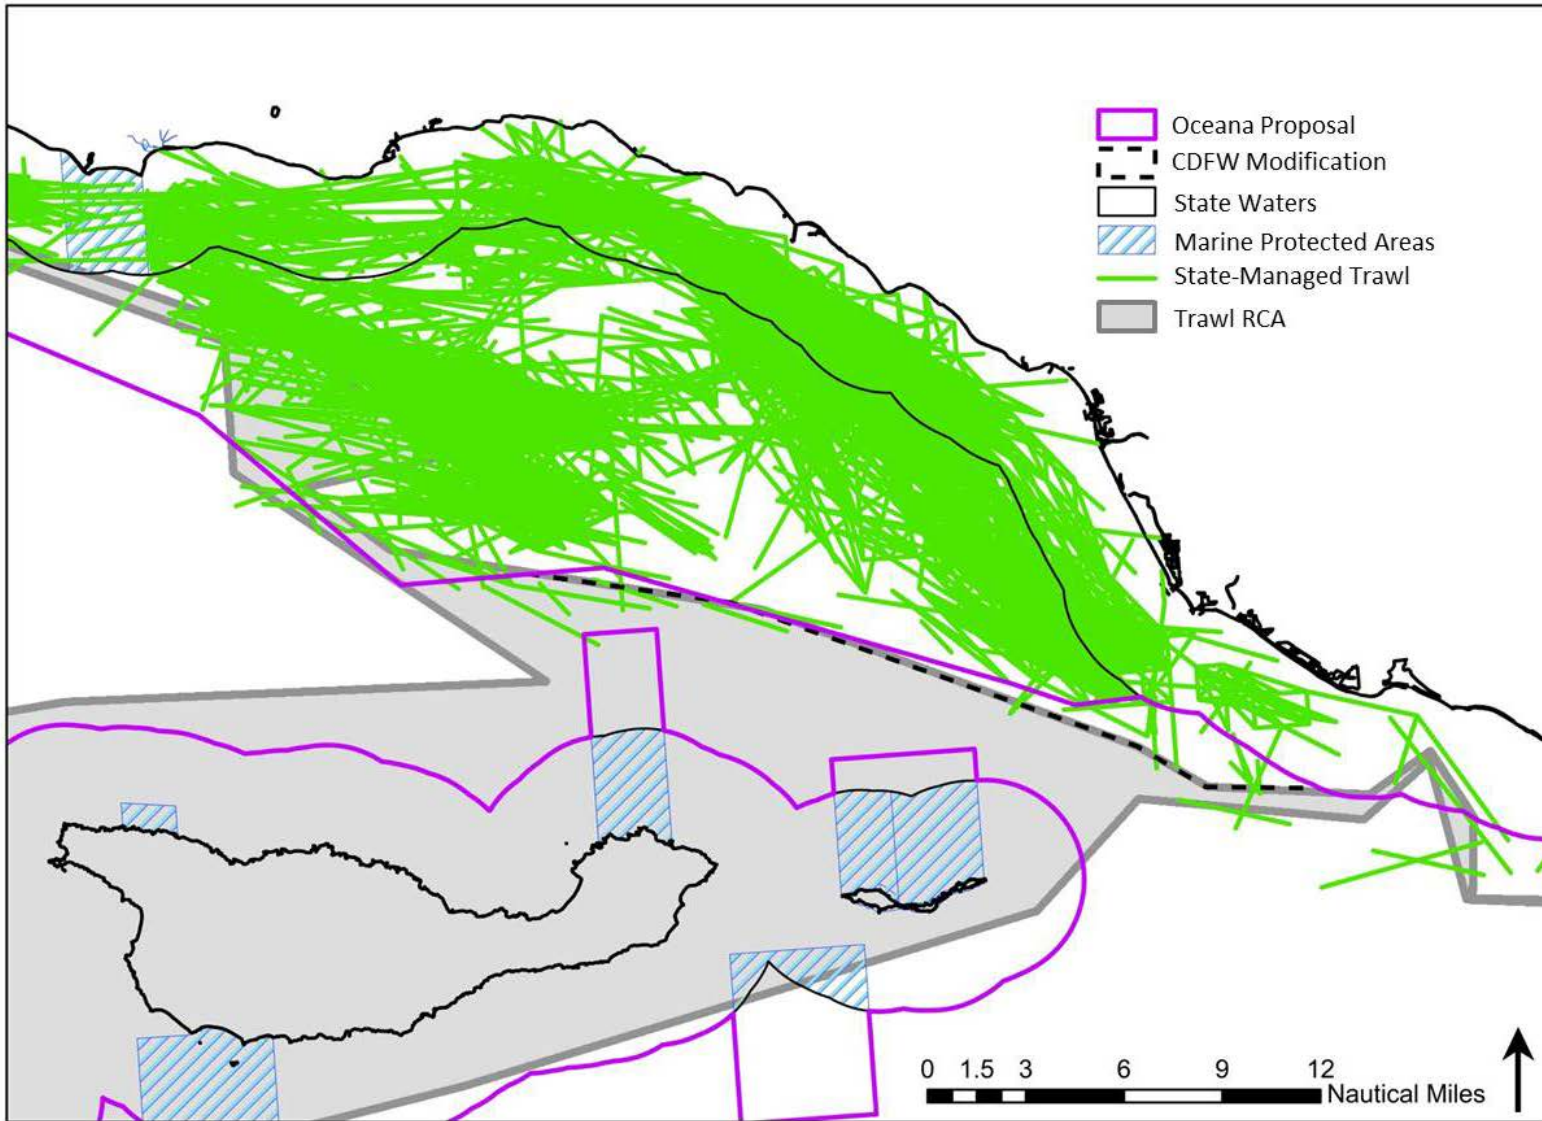 Oceana Proposal
CDFW Modification
State Waters
Marine Protected Areas
State-Managed Trawl
Trawl RCA
0 1.5 3 6 9 12
Nautical Miles